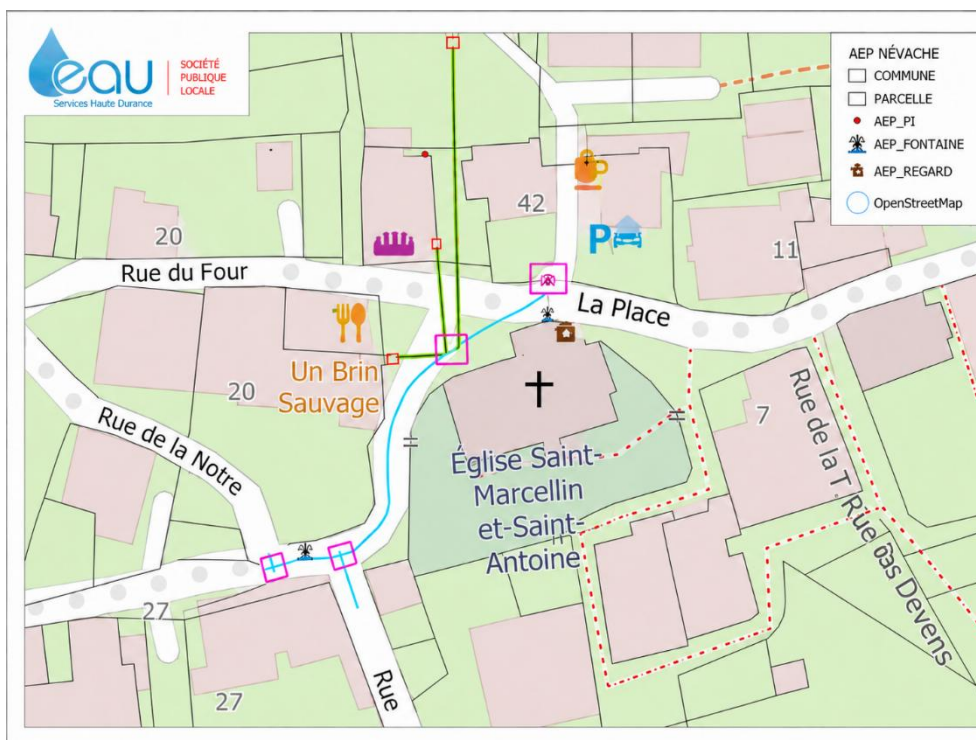 eau
Services Haute Durance
SOCIÉTÉ
PUBLIQUE
LOCALE
AEP NÉVACHE
COMMUNE
PARCELLE
AEP_PI
AEP_FONTAINE
AEP_REGARD
OpenStreetMap
42
P
20
11
Rue du Four
La Place
Un Brin
Sauvage
20
7
Rue de la Notre
Église Saint-
Marcellin
et-Saint-
Antoine
Rue de la T
Rue
as Devens
27
27
Rue